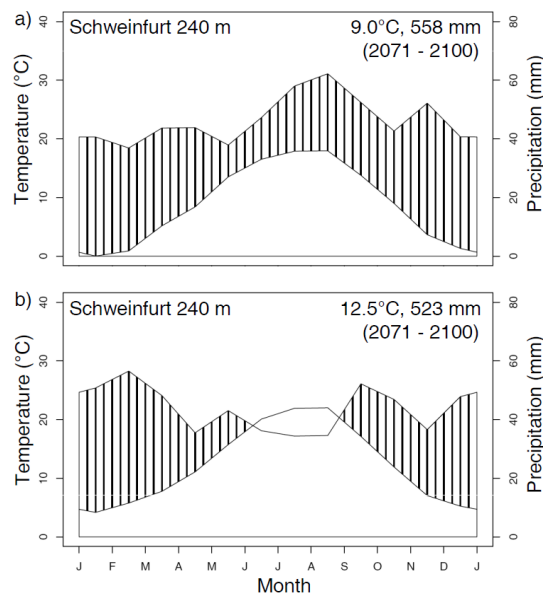 a)
Schweinfurt 240 m
9.0°C, 558 mm
(2071 - 2100)
Temperature (°C)
40
30
20
10
0
Precipitation (mm)
80
60
40
20
0
b)
Schweinfurt 240 m
12.5°C, 523 mm
(2071 - 2100)
Temperature (°C)
40
30
20
10
0
Precipitation (mm)
80
60
40
20
0
J F M A M J J A S O N D J
Month